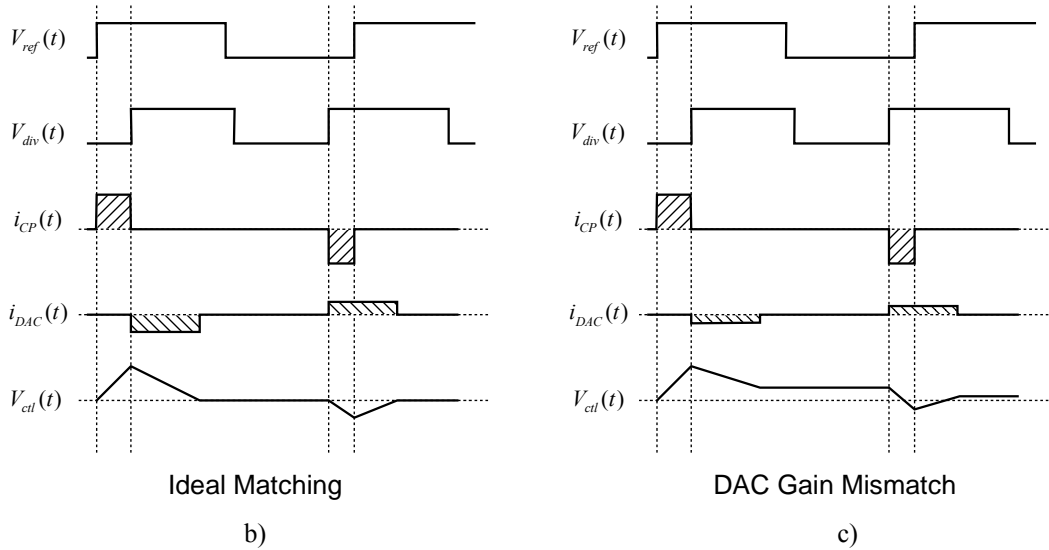 V_ref(t)
V_div(t)
i_CP(t)
i_DAC(t)
V_ctl(t)
Ideal Matching
b)
V_ref(t)
V_div(t)
i_CP(t)
i_DAC(t)
V_ctl(t)
DAC Gain Mismatch
c)